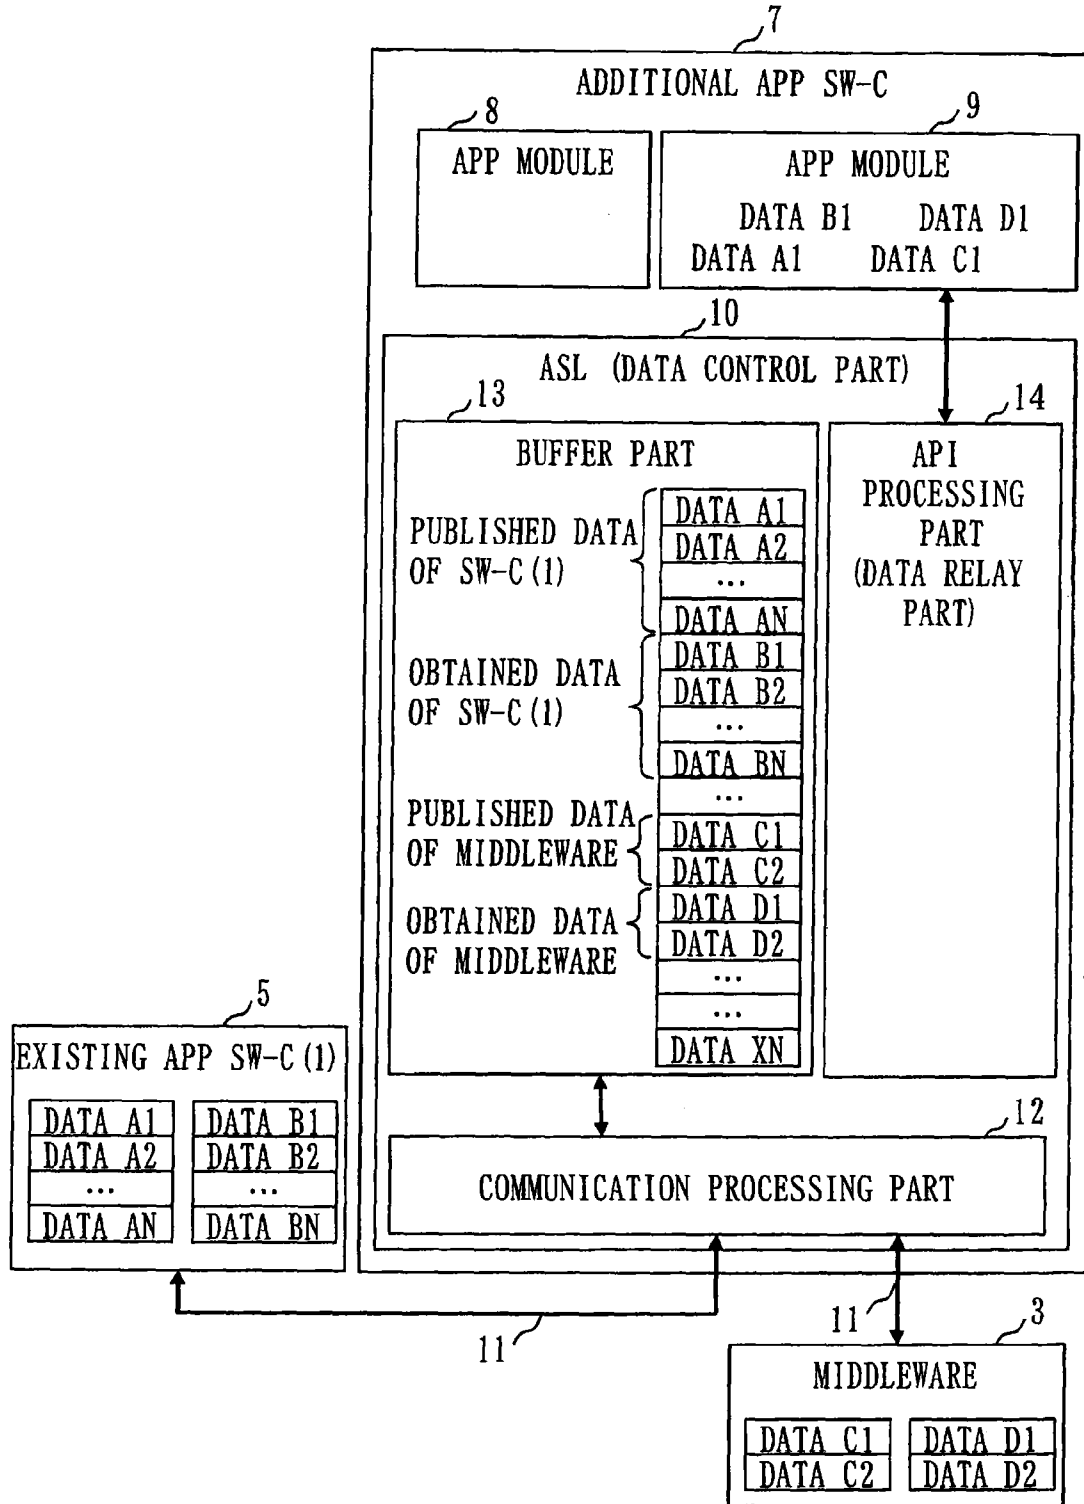 7
ADDITIONAL APP SW-C
8
9
APP MODULE
APP MODULE
DATA B1 DATA D1
DATA A1 DATA C1
10
ASL (DATA CONTROL PART)
13
14
BUFFER PART
PUBLISHED DATA
OF SW-C(1)
DATA A1
DATA A2
...
DATA AN
OBTAINED DATA
OF SW-C(1)
DATA B1
DATA B2
...
DATA BN
...
PUBLISHED DATA
OF MIDDLEWARE
DATA C1
DATA C2
OBTAINED DATA
OF MIDDLEWARE
DATA D1
DATA D2
...
...
DATA XN
API
PROCESSING
PART
(DATA RELAY
PART)
5
EXISTING APP SW-C(1)
DATA A1
DATA A2
...
DATA AN
DATA B1
DATA B2
...
DATA BN
12
COMMUNICATION PROCESSING PART
11
11
3
MIDDLEWARE
DATA C1
DATA C2
DATA D1
DATA D2